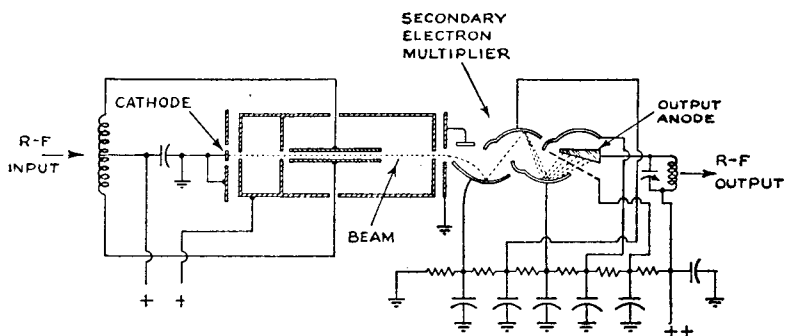 SECONDARY
ELECTRON
MULTIPLIER
CATHODE
OUTPUT
ANODE
R-F
INPUT
R-F
OUTPUT
BEAM
+ +
++